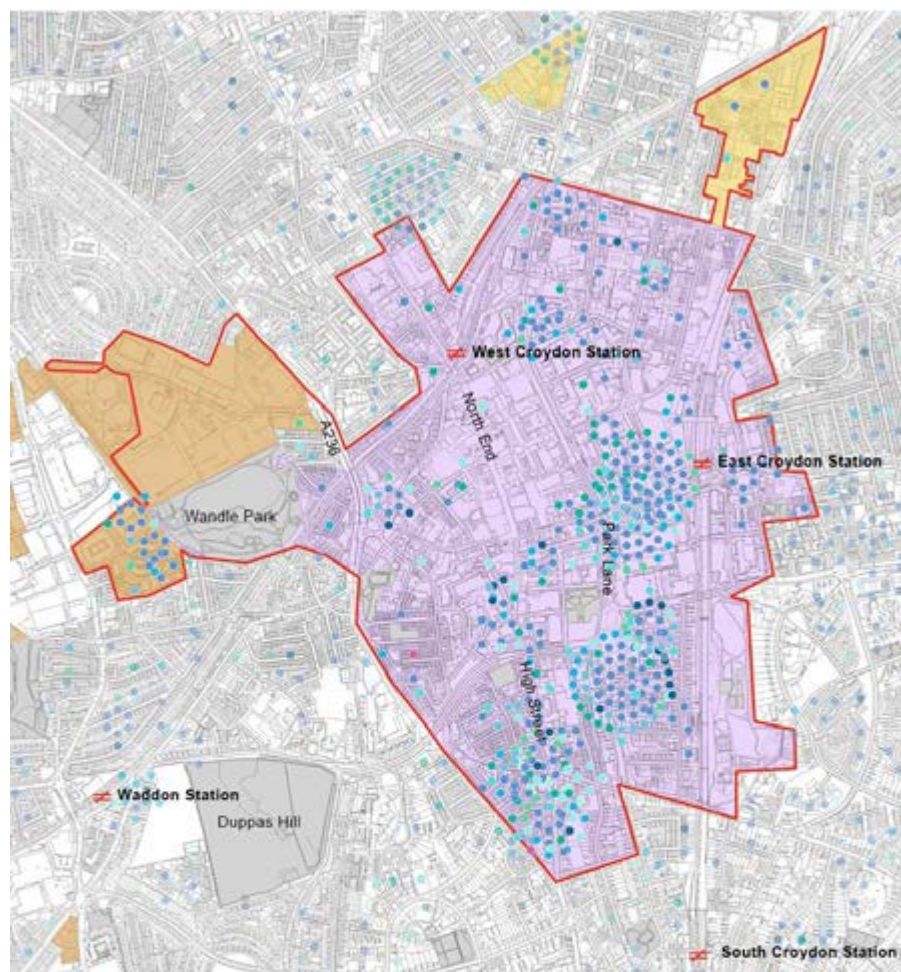 West Croydon Station
North End
A236
East Croydon Station
Wandle Park
Park Lane
High Street
Waddon Station
Duppas Hill
South Croydon Station